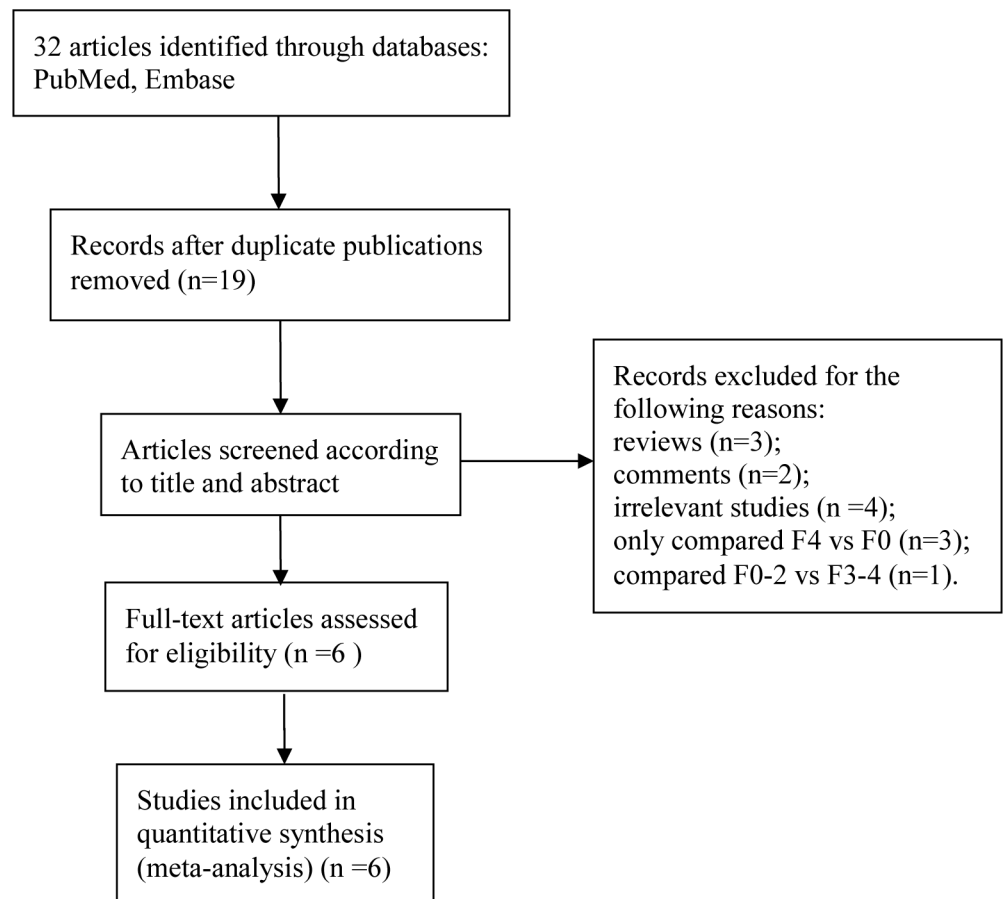 32 articles identified through databases:
PubMed, Embase
Records after duplicate publications
removed (n=19)
Articles screened according
to title and abstract
Records excluded for the
following reasons:
reviews (n=3);
comments (n=2);
irrelevant studies (n =4);
only compared F4 vs F0 (n=3);
compared F0-2 vs F3-4 (n=1).
Full-text articles assessed
for eligibility (n =6 )
Studies included in
quantitative synthesis
(meta-analysis) (n =6)